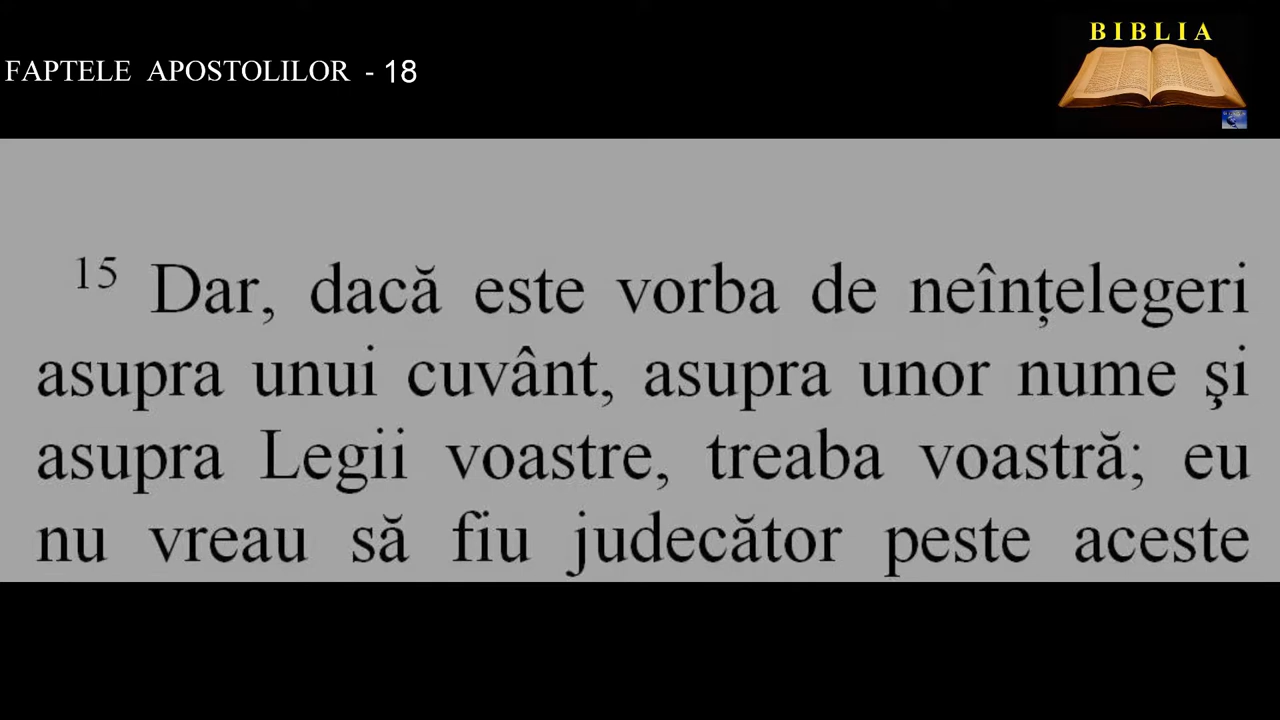 BIBLIA
FAPTELE APOSTOLILOR - 18
15 Dar, dacă este vorba de neînțelegeri
asupra unui cuvânt, asupra unor nume şi
asupra Legii voastre, treaba voastră; eu
nu vreau să fiu judecător peste aceste